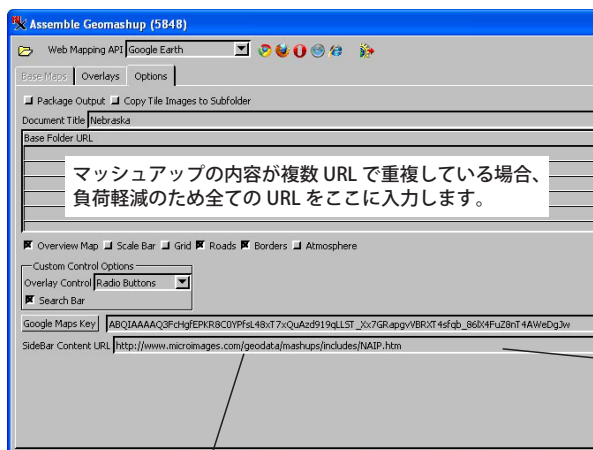 Assemble Geomashup (5848)
Web Mapping API Google Earth
Base Maps Overlays Options
Package Output Copy Tile Images to Subfolder
Document Title Nebraska
Base Folder URL
マッシュアップの内容が複数 URL で重複している場合、
負荷軽減のため全ての URL をここに入力します。
Overview Map Scale Bar Grid Roads Borders Atmosphere
Custom Control Options
Overlay Control Radio Buttons
Search Bar
Google Maps Key
SideBar Content URL http://www.microimages.com/geodata/mashups/includes/NAIP.htm